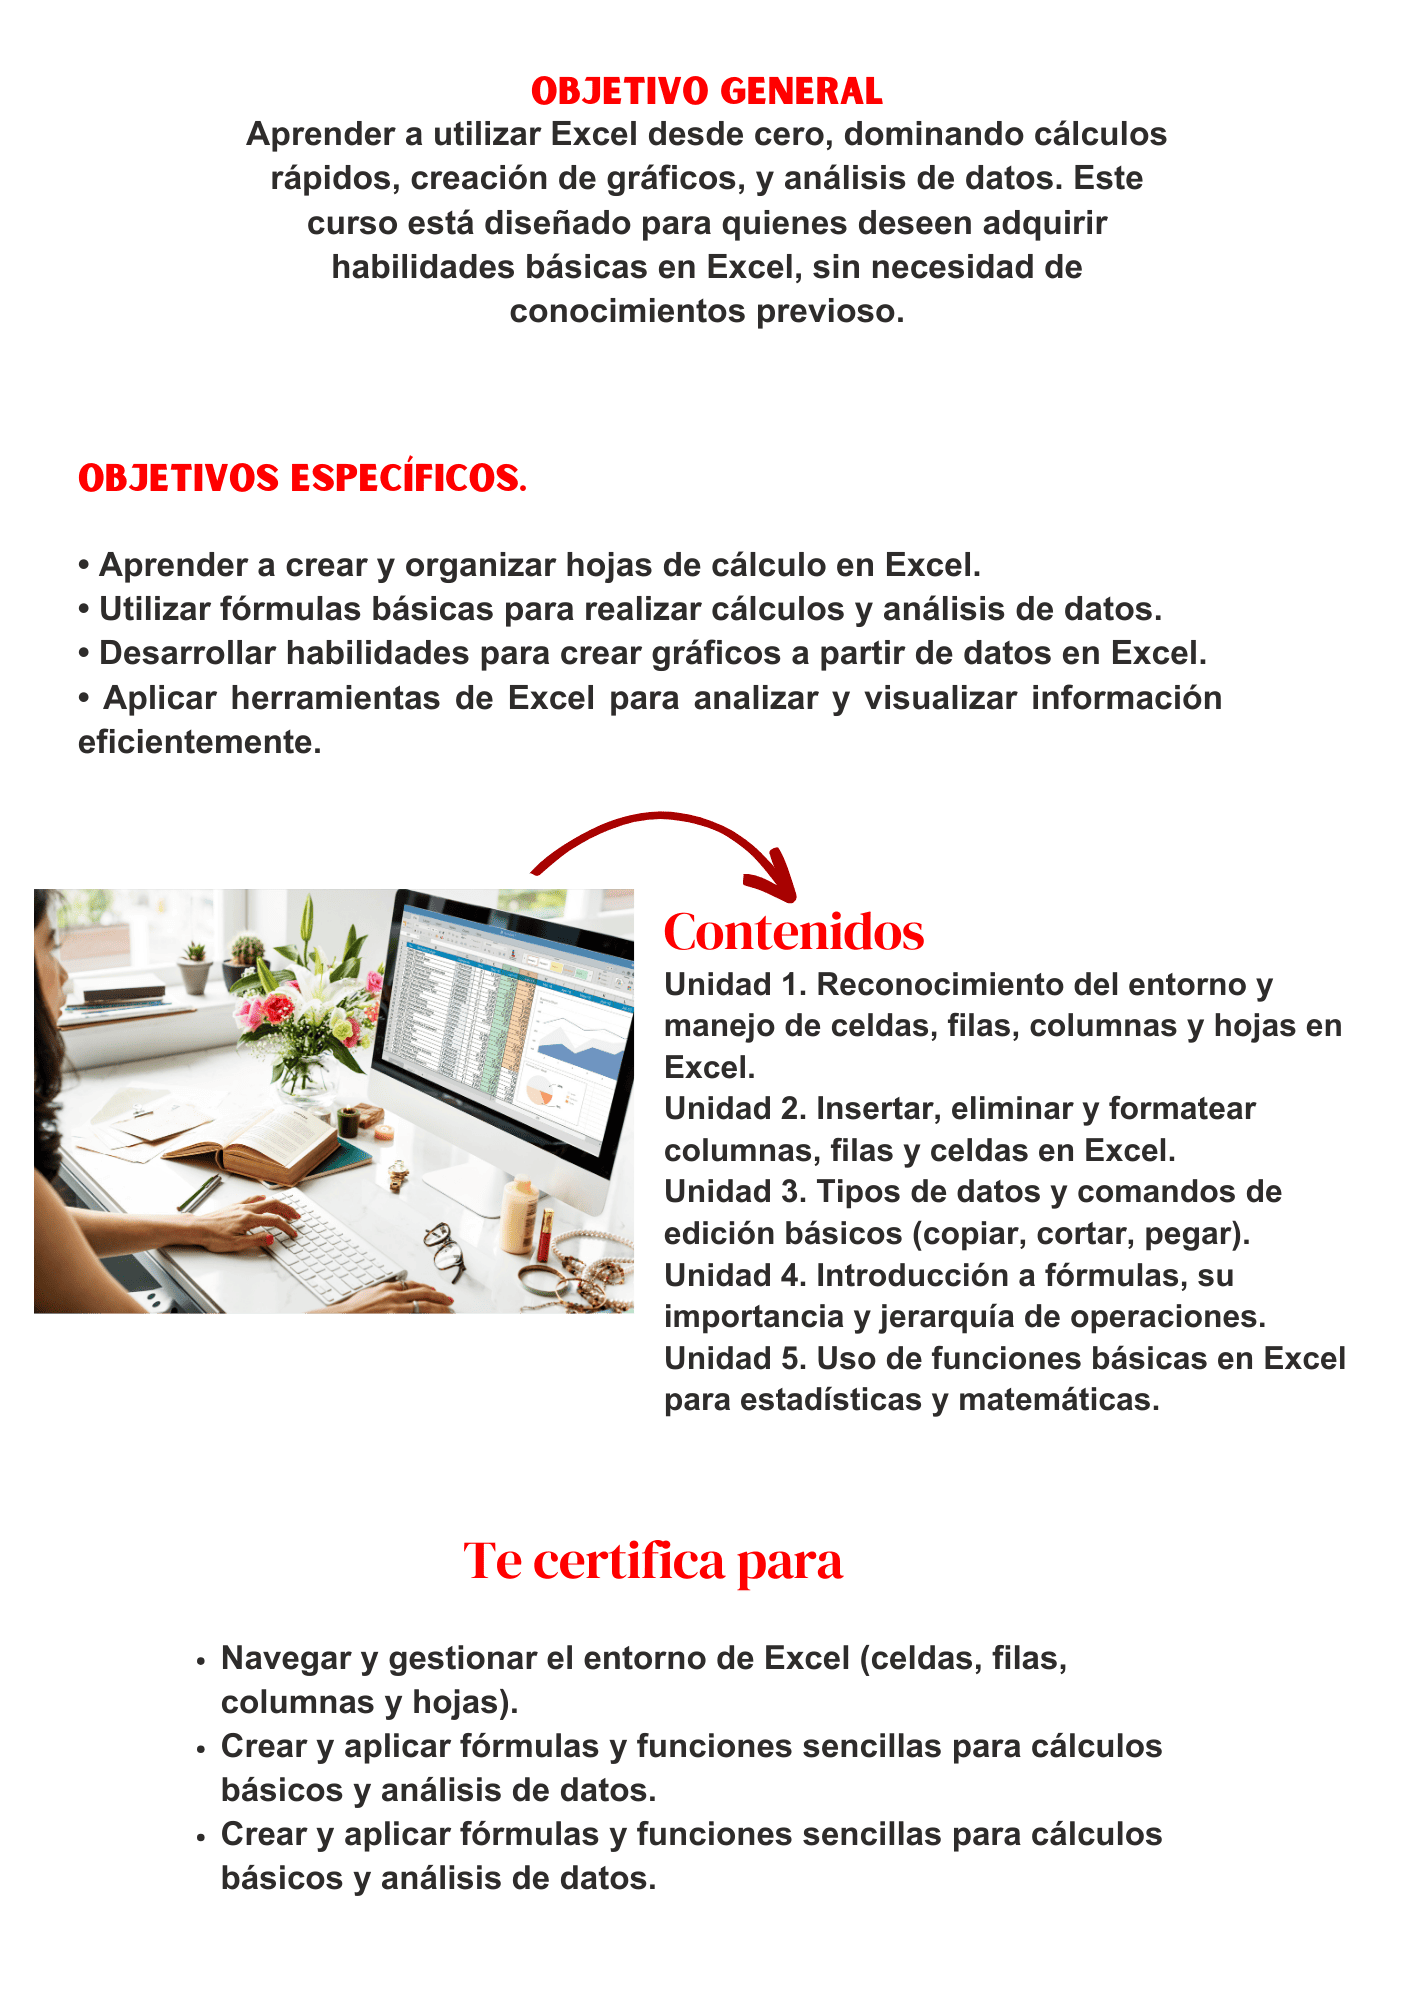 OBJETIVO GENERAL
Aprender a utilizar Excel desde cero, dominando cálculos
rápidos, creación de gráficos, y análisis de datos. Este
curso está diseñado para quienes deseen adquirir
habilidades básicas en Excel, sin necesidad de
conocimientos previoso.
OBJETIVOS ESPECÍFICOS.
• Aprender a crear y organizar hojas de cálculo en Excel.
• Utilizar fórmulas básicas para realizar cálculos y análisis de datos.
• Desarrollar habilidades para crear gráficos a partir de datos en Excel.
• Aplicar herramientas de Excel para analizar y visualizar información
eficientemente.
Contenidos
Unidad 1. Reconocimiento del entorno y
manejo de celdas, filas, columnas y hojas en
Excel.
Unidad 2. Insertar, eliminar y formatear
columnas, filas y celdas en Excel.
Unidad 3. Tipos de datos y comandos de
edición básicos (copiar, cortar, pegar).
Unidad 4. Introducción a fórmulas, su
importancia y jerarquía de operaciones.
Unidad 5. Uso de funciones básicas en Excel
para estadísticas y matemáticas.
Te certifica para
• Navegar y gestionar el entorno de Excel (celdas, filas,
columnas y hojas).
• Crear y aplicar fórmulas y funciones sencillas para cálculos
básicos y análisis de datos.
• Crear y aplicar fórmulas y funciones sencillas para cálculos
básicos y análisis de datos.